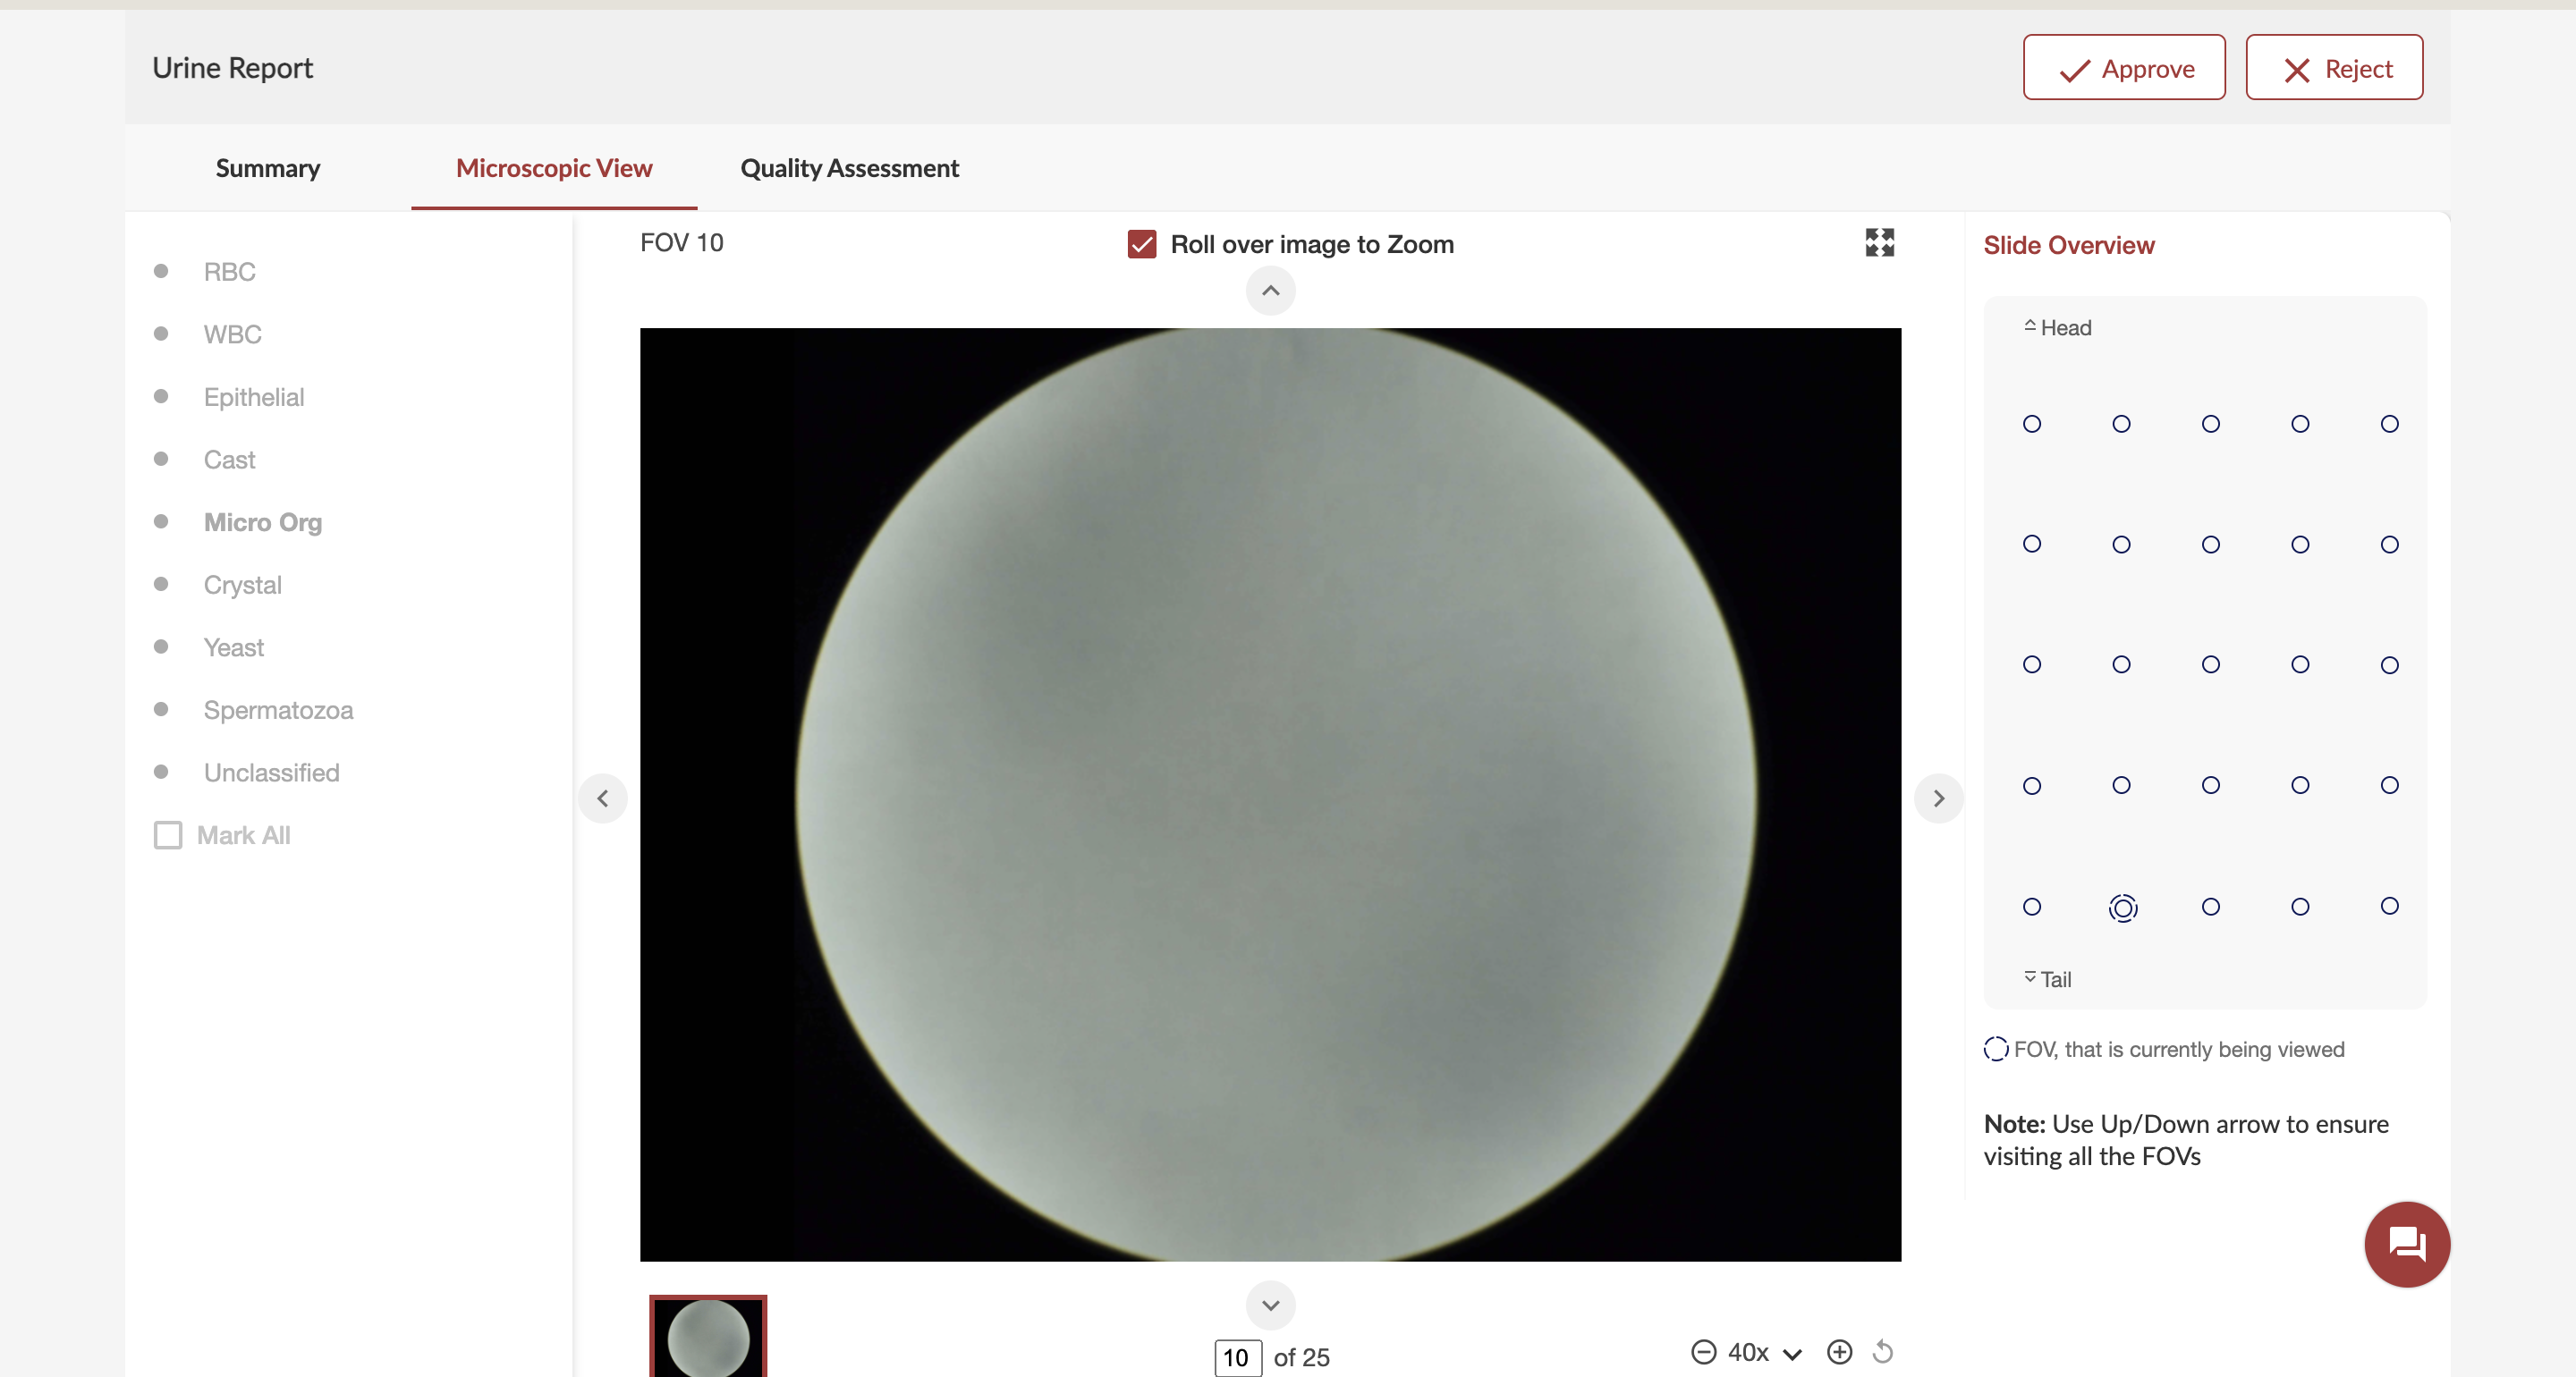 Urine Report
Approve
Reject
Summary
Microscopic View
Quality Assessment
RBC
WBC
Epithelial
Cast
Micro Org
Crystal
Yeast
Spermatozoa
Unclassified
Mark All
FOV 10
Roll over image to Zoom
10 of 25
40x
Slide Overview
Head
Tail
FOV, that is currently being viewed
Note: Use Up/Down arrow to ensure
visiting all the FOVs